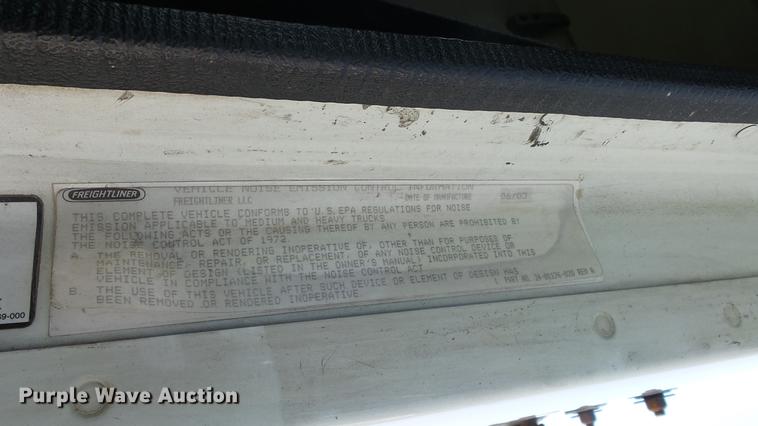 FREIGHTLINER VEHICLE NOISE EMISSION CONTROL INFORMATION
FREIGHTLINER LLC DATE OF MANUFACTURE 06/03
THIS COMPLETE VEHICLE CONFORMS TO U.S. EPA REGULATIONS FOR NOISE
EMISSION APPLICABLE TO MEDIUM AND HEAVY TRUCKS
THE FOLLOWING ACTS OR THE CAUSING THEREOF BY ANY PERSON ARE PROHIBITED BY
THE NOISE CONTROL ACT OF 1972.
A. THE REMOVAL OR RENDERING INOPERATIVE OF, OTHER THAN FOR PURPOSES OF
MAINTENANCE, REPAIR, OR REPLACEMENT, OF ANY NOISE CONTROL DEVICE OR
ELEMENT OF DESIGN (LISTED IN THE OWNER'S MANUAL) INCORPORATED INTO THIS
VEHICLE IN COMPLIANCE WITH THE NOISE CONTROL ACT
B. THE USE OF THIS VEHICLE AFTER SUCH DEVICE OR ELEMENT OF DESIGN HAS
BEEN REMOVED OR RENDERED INOPERATIVE.
PART NO. REV
39-000
Purple Wave Auction